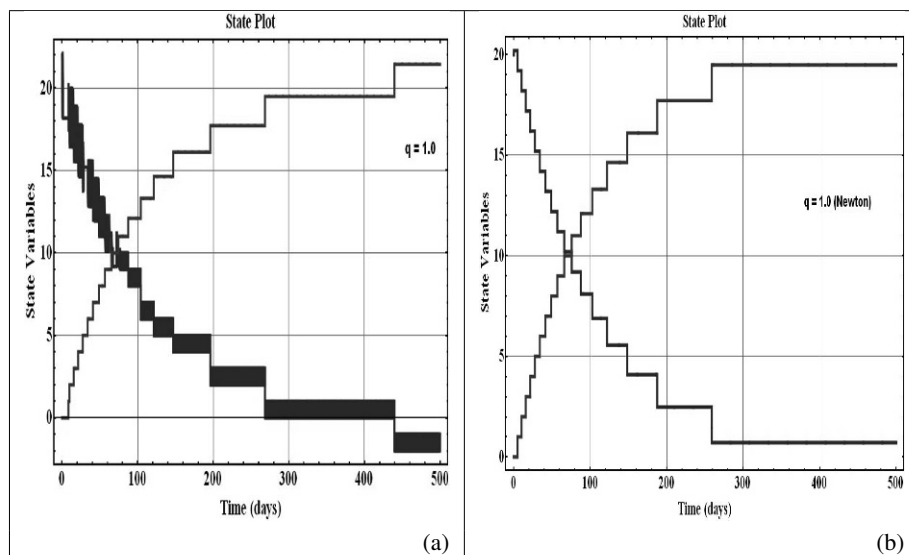 State Plot
State Variables
20
15
10
5
0
q = 1.0
0 100 200 300 400 500
Time (days)
(a)
State Plot
State Variables
20
15
10
5
0
q = 1.0 (Newton)
0 100 200 300 400 500
Time (days)
(b)